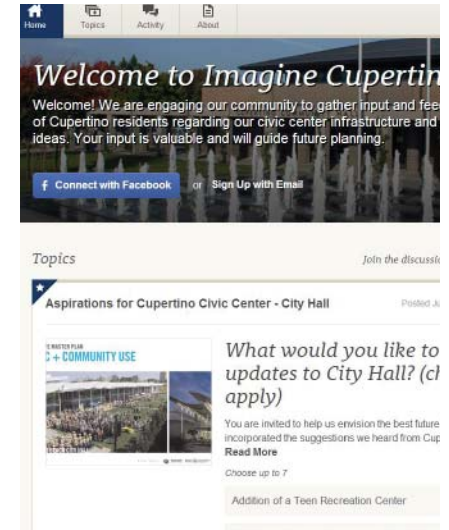 Home Topics Activity About
Welcome to Imagine Cupertin
Welcome! We are engaging our community to gather input and fee
of Cupertino residents regarding our civic center infrastructure and
ideas. Your input is valuable and will guide future planning.
f Connect with Facebook or Sign Up with Email
Topics Join the discussio
Aspirations for Cupertino Civic Center - City Hall Posted Ju
C MASTER PLAN
C + COMMUNITY USE
What would you like to
updates to City Hall? (ch
apply)
You are invited to help us envision the best future
incorporated the suggestions we heard from Cup
Read More
Choose up to 7
Addition of a Teen Recreation Center